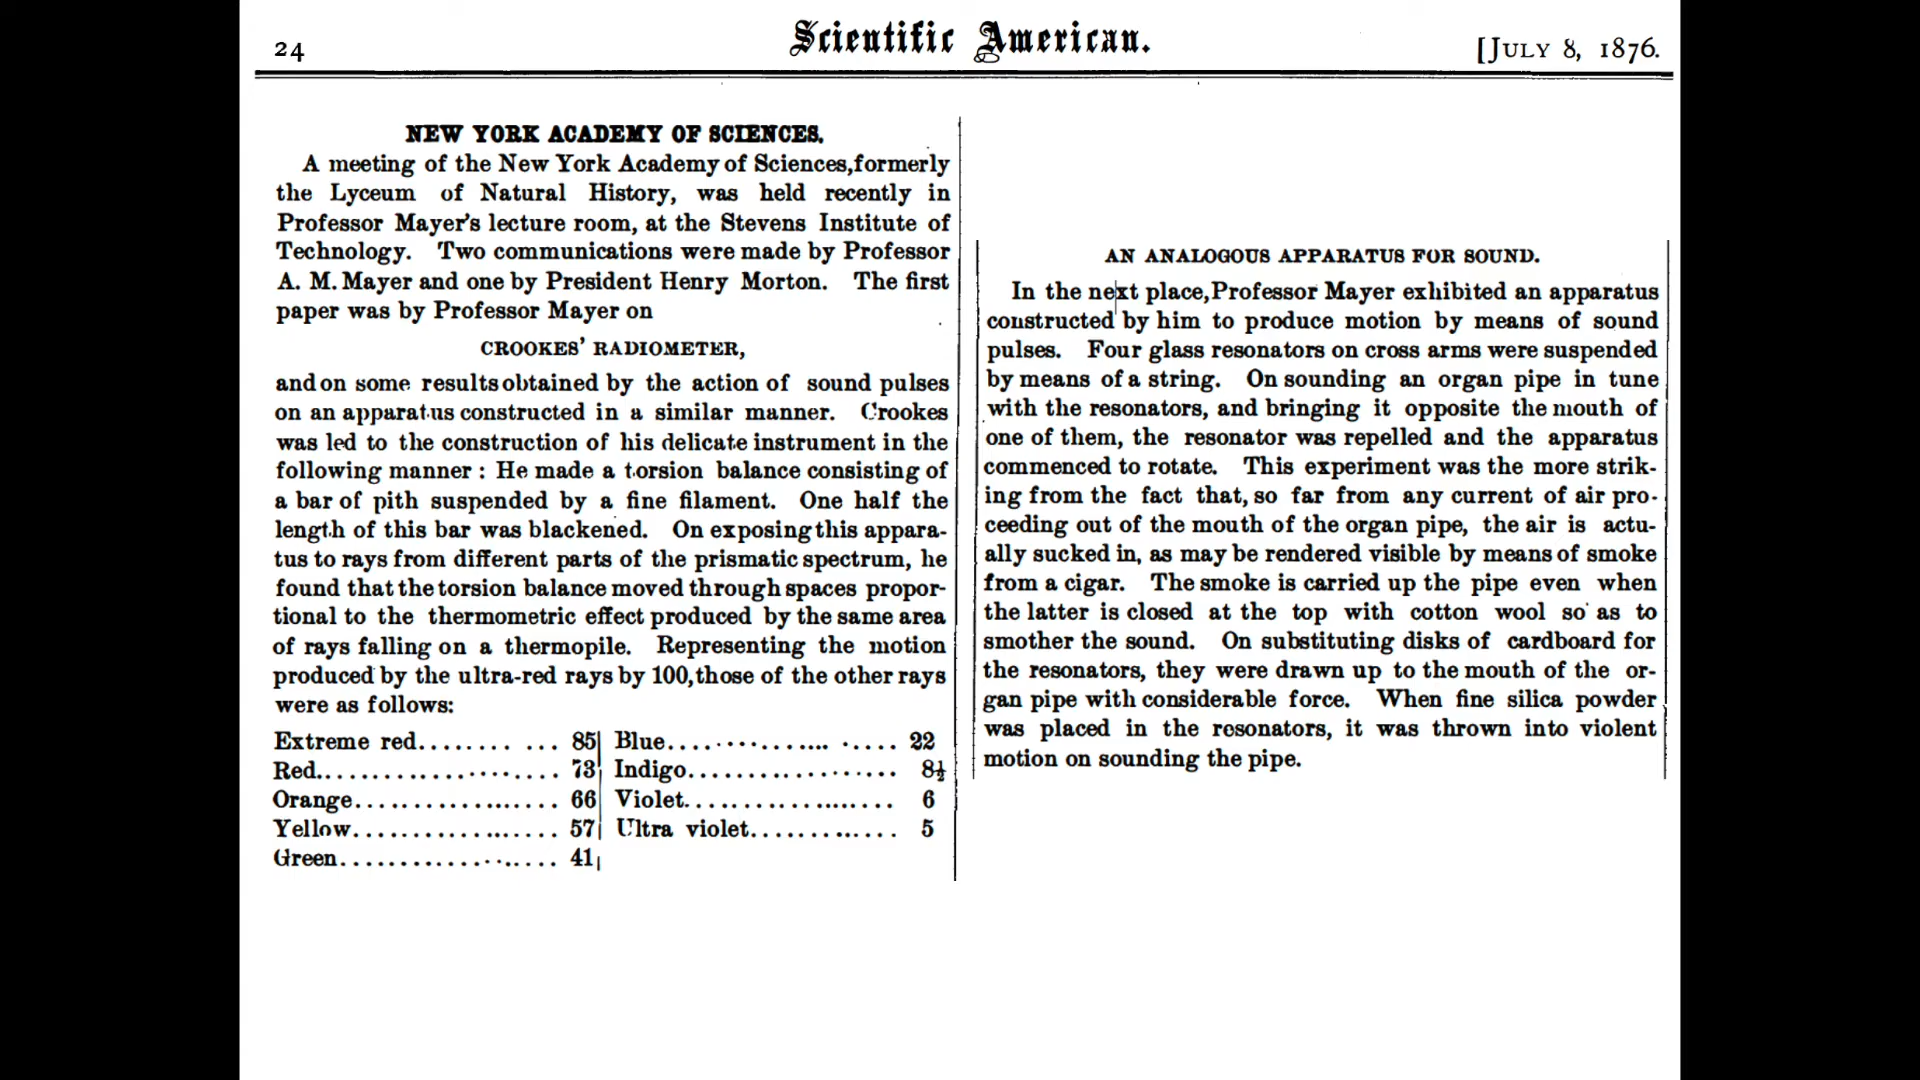 24
Scientific American.
[JULY 8, 1876.
NEW YORK ACADEMY OF SCIENCES.
A meeting of the New York Academy of Sciences, formerly
the Lyceum of Natural History, was held recently in
Professor Mayer's lecture room, at the Stevens Institute of
Technology. Two communications were made by Professor
A. M. Mayer and one by President Henry Morton. The first
paper was by Professor Mayer on
CROOKES' RADIOMETER,
and on some results obtained by the action of sound pulses
on an apparatus constructed in a similar manner. Crookes
was led to the construction of his delicate instrument in the
following manner : He made a torsion balance consisting of
a bar of pith suspended by a fine filament. One half the
length of this bar was blackened. On exposing this appara-
tus to rays from different parts of the prismatic spectrum, he
found that the torsion balance moved through spaces propor-
tional to the thermometric effect produced by the same area
of rays falling on a thermopile. Representing the motion
produced by the ultra-red rays by 100, those of the other rays
were as follows:
Extreme red........ ... 85
Red.................... 73
Orange................. 66
Yellow................. 57
Green.................. 41
Blue................ ..... 22
Indigo.................. 8½
Violet.................. 6
Ultra violet............. 5
AN ANALOGOUS APPARATUS FOR SOUND.
In the next place, Professor Mayer exhibited an apparatus
constructed by him to produce motion by means of sound
pulses. Four glass resonators on cross arms were suspended
by means of a string. On sounding an organ pipe in tune
with the resonators, and bringing it opposite the mouth of
one of them, the resonator was repelled and the apparatus
commenced to rotate. This experiment was the more strik-
ing from the fact that, so far from any current of air pro-
ceeding out of the mouth of the organ pipe, the air is actu-
ally sucked in, as may be rendered visible by means of smoke
from a cigar. The smoke is carried up the pipe even when
the latter is closed at the top with cotton wool so as to
smother the sound. On substituting disks of cardboard for
the resonators, they were drawn up to the mouth of the or-
gan pipe with considerable force. When fine silica powder
was placed in the resonators, it was thrown into violent
motion on sounding the pipe.